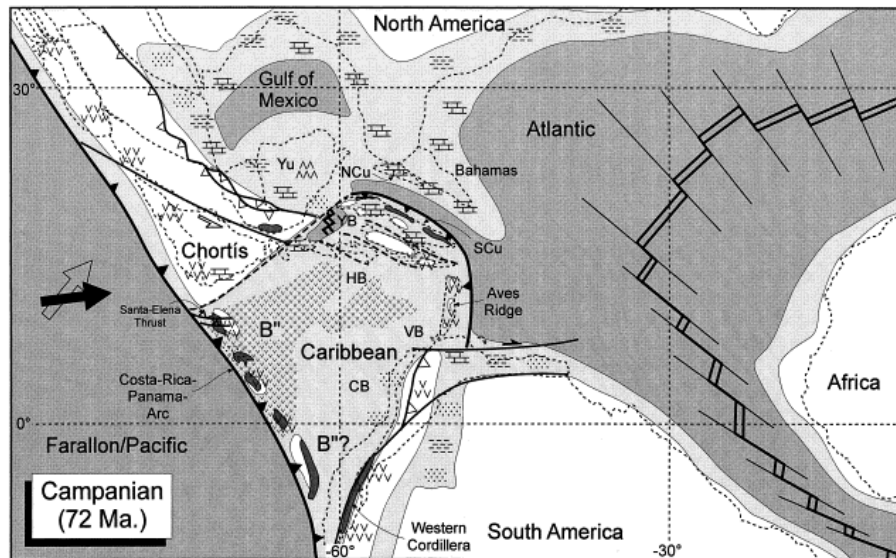 North America
30°
Gulf of
Mexico
Atlantic
Yu
NCu
Bahamas
YB
SCu
Chortís
HB
Santa-Elena
Thrust
B"
Aves
Ridge
VB
Caribbean
Costa-Rica-
Panama-
Arc
CB
Africa
0°
Farallon/Pacific
B"?
Campanian
(72 Ma.)
Western
Cordillera
South America
-60°
-30°